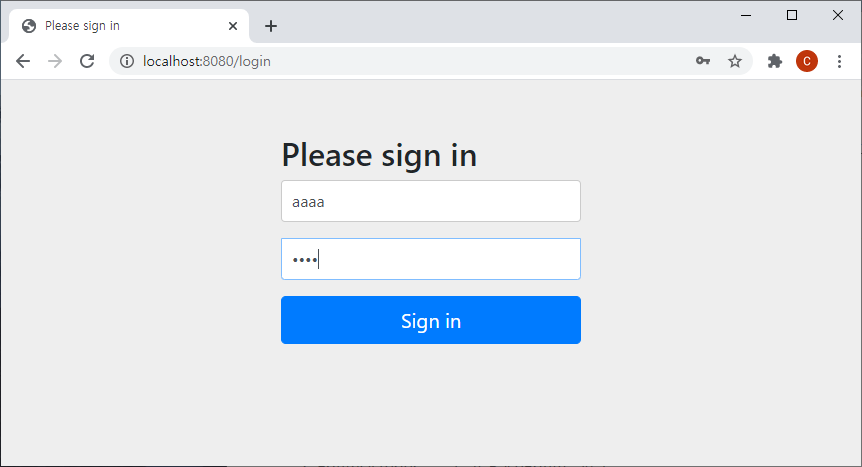 Please sign in
localhost:8080/login
C
Please sign in
aaaa
••••
Sign in